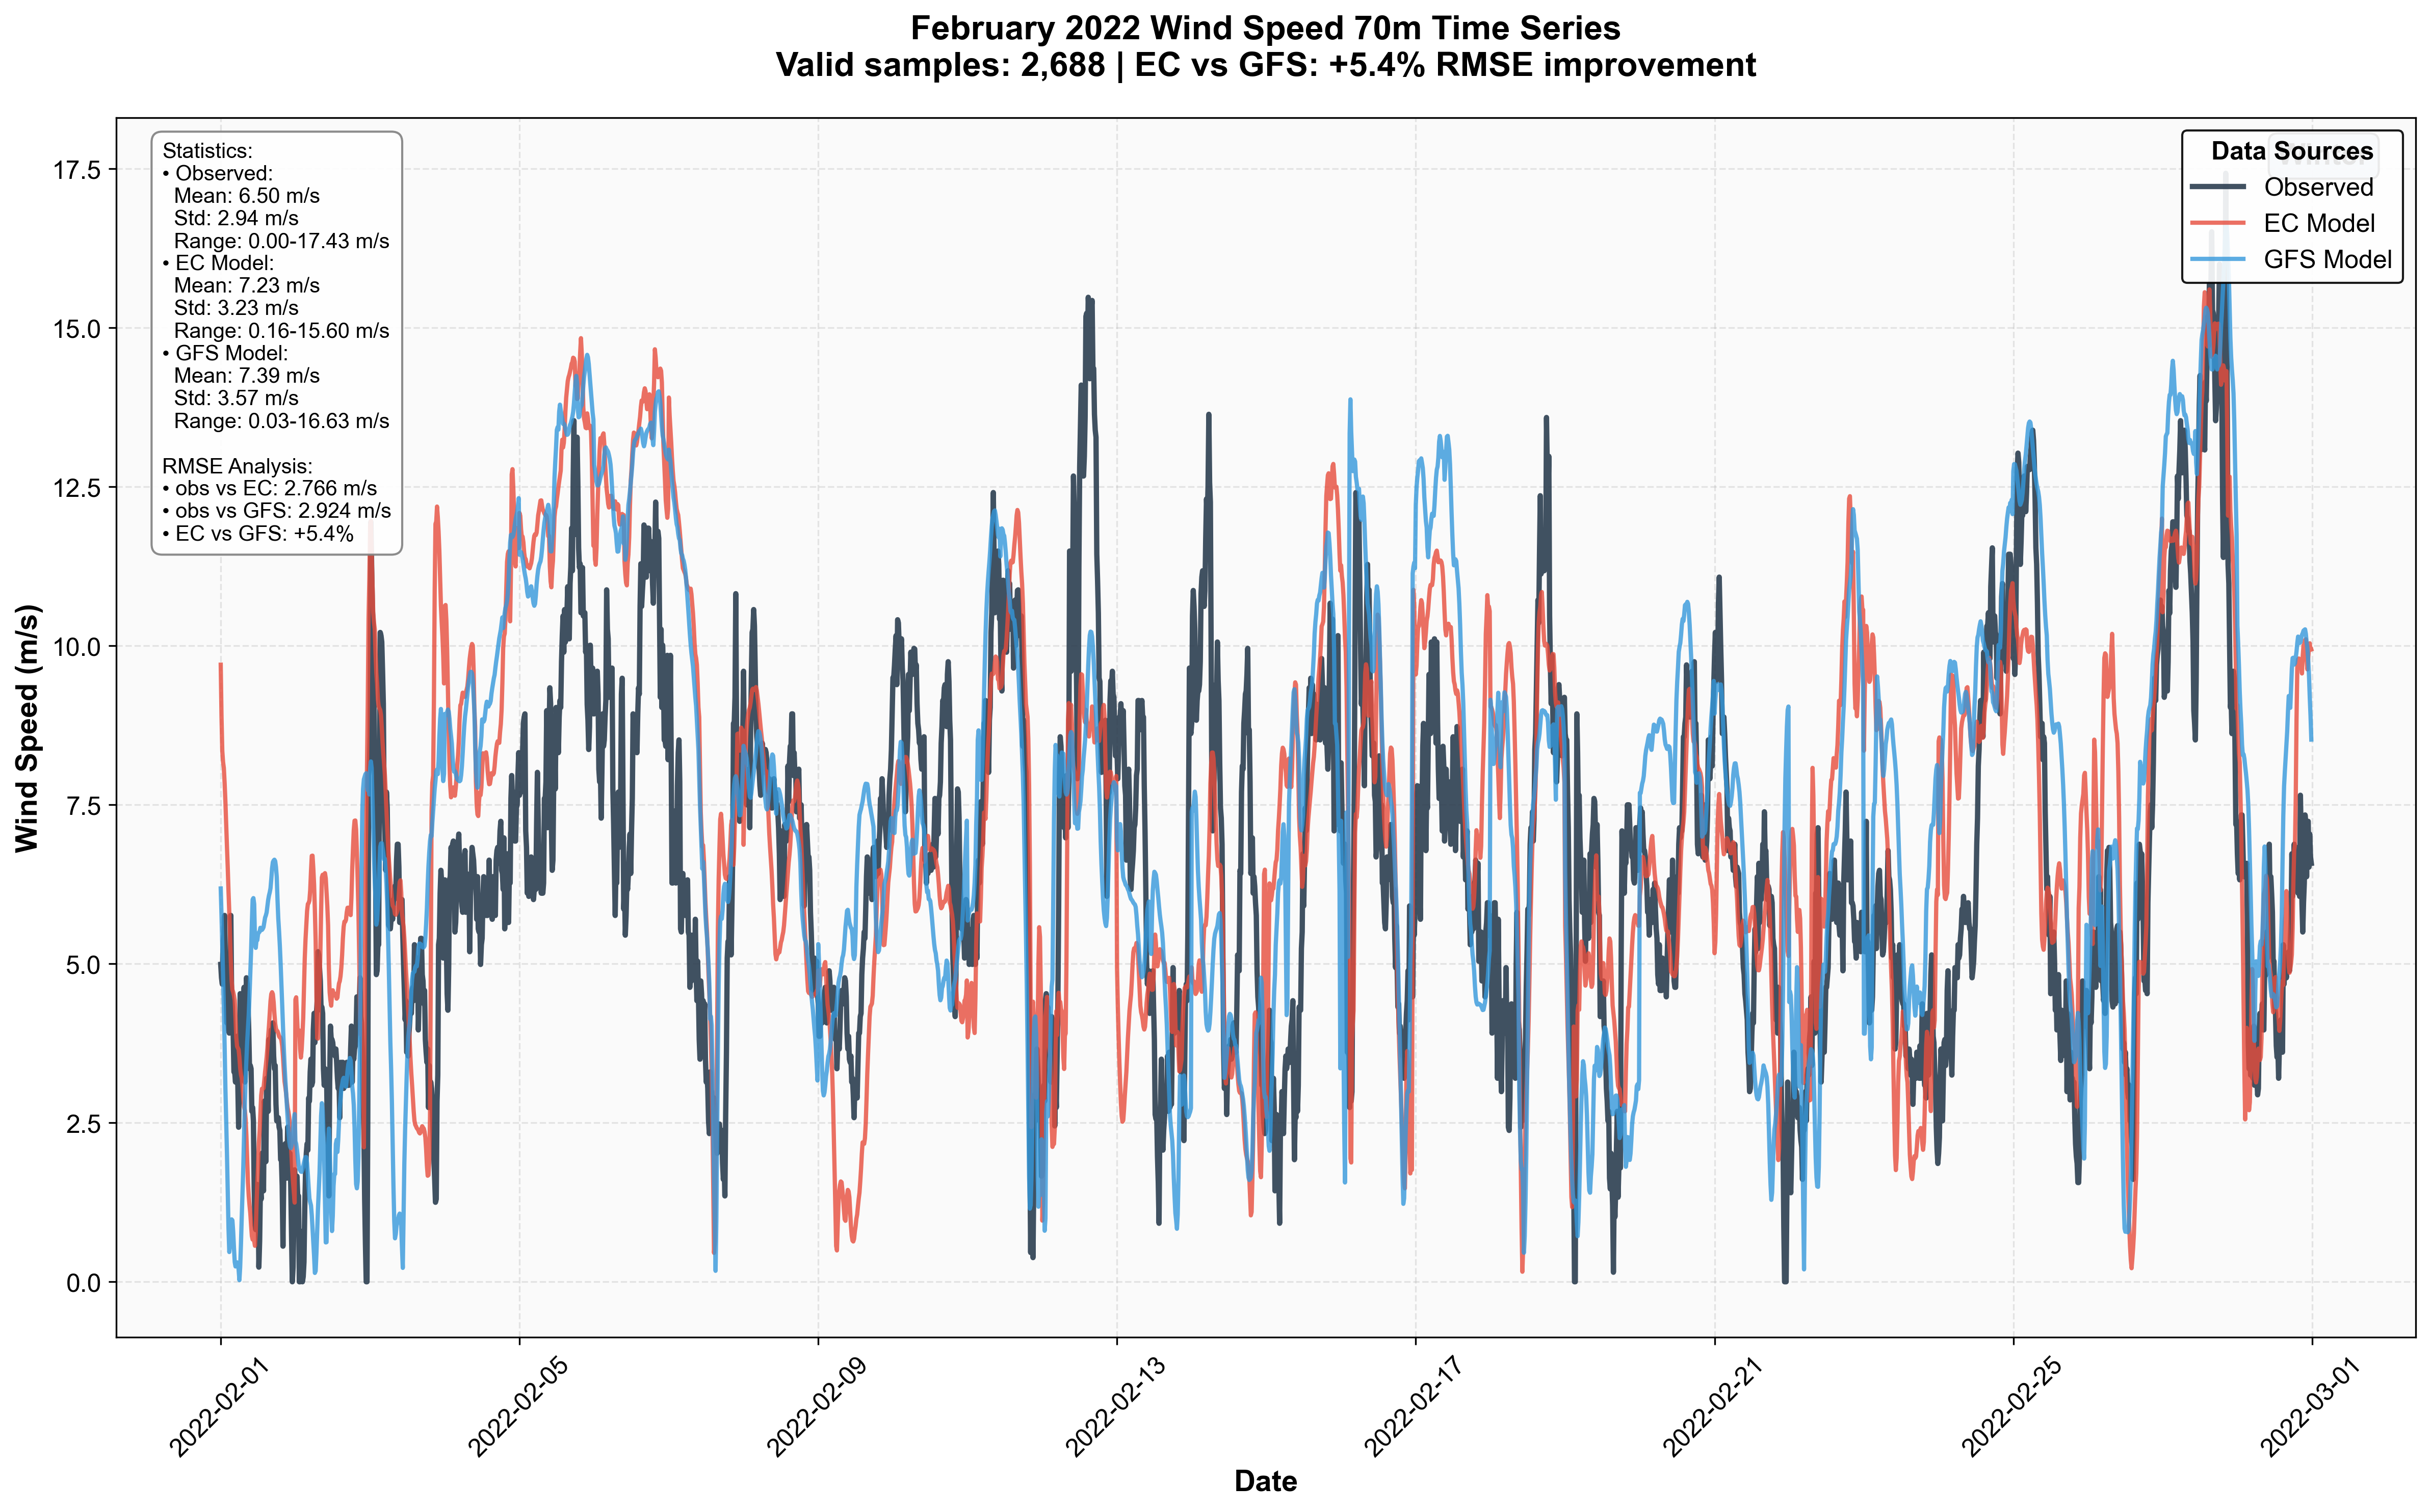 February 2022 Wind Speed 70m Time Series
Valid samples: 2,688 | EC vs GFS: +5.4% RMSE improvement
Statistics:
• Observed:
Mean: 6.50 m/s
Std: 2.94 m/s
Range: 0.00-17.43 m/s
• EC Model:
Mean: 7.23 m/s
Std: 3.23 m/s
Range: 0.16-15.60 m/s
• GFS Model:
Mean: 7.39 m/s
Std: 3.57 m/s
Range: 0.03-16.63 m/s
RMSE Analysis:
• obs vs EC: 2.766 m/s
• obs vs GFS: 2.924 m/s
• EC vs GFS: +5.4%
Data Sources
Observed
EC Model
GFS Model
Wind Speed (m/s)
17.5
15.0
12.5
10.0
7.5
5.0
2.5
0.0
2022-02-01
2022-02-05
2022-02-09
2022-02-13
2022-02-17
2022-02-21
2022-02-25
2022-03-01
Date